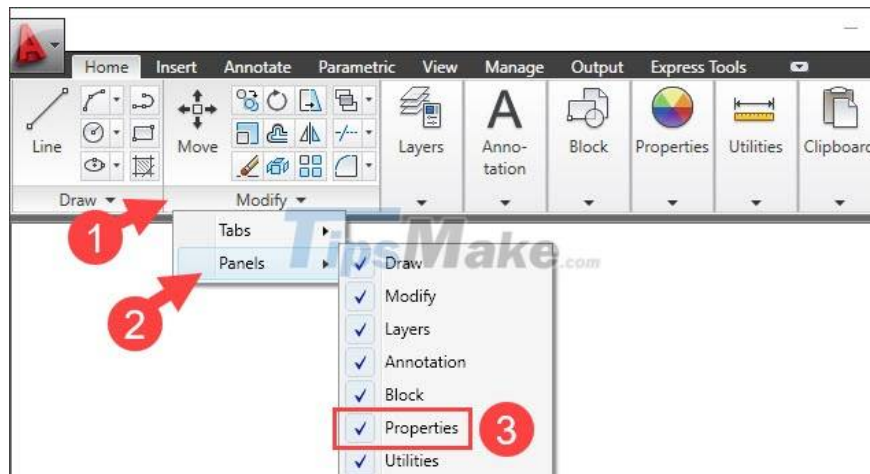 Home Insert Annotate Parametric View Manage Output Express Tools
Line
Move
Layers
Anno-
tation
Block
Properties
Utilities
Clipboard
Draw
Modify
1
Tabs
Panels
2
TipsMake.com
Draw
Modify
Layers
Annotation
Block
Properties
3
Utilities